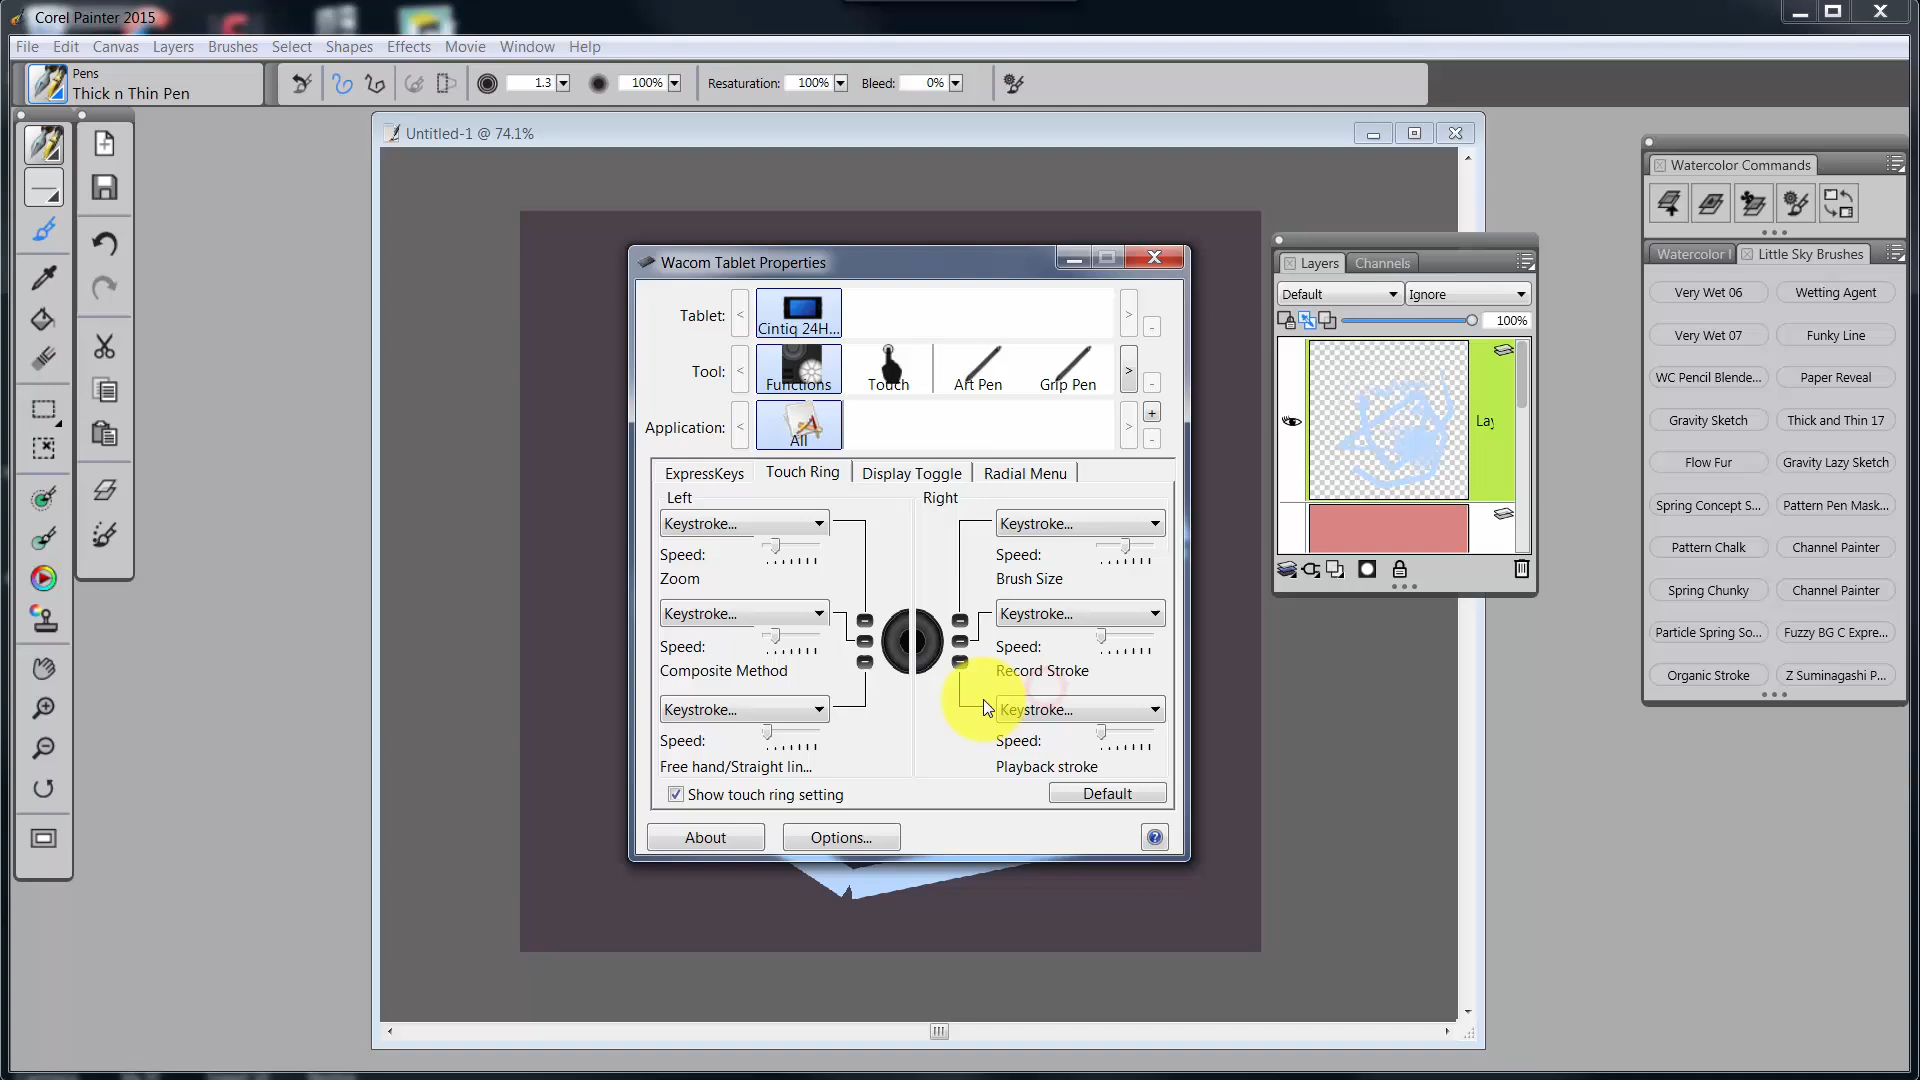 Corel Painter 2015
File Edit Canvas Layers Brushes Select Shapes Effects Movie Window Help
Pens
Thick n Thin Pen
1.3
100%
Resaturation: 100%
Bleed: 0%
Untitled-1 @ 74.1%
Wacom Tablet Properties
Tablet:
<
Cintiq 24H...
>
-
Tool:
<
Functions
Touch
Art Pen
Grip Pen
>
-
Application:
<
All
>
+
-
ExpressKeys
Touch Ring
Display Toggle
Radial Menu
Left
Right
Keystroke...
Keystroke...
Speed:
Speed:
Zoom
Brush Size
Keystroke...
Keystroke...
Speed:
Speed:
Composite Method
Record Stroke
Keystroke...
Keystroke...
Speed:
Speed:
Free hand/Straight lin...
Playback stroke
Show touch ring setting
Default
About
Options...
?
Layers
Channels
Default
Ignore
100%
Lay
Watercolor Commands
Watercolor I
Little Sky Brushes
Very Wet 06
Wetting Agent
Very Wet 07
Funky Line
WC Pencil Blende...
Paper Reveal
Gravity Sketch
Thick and Thin 17
Flow Fur
Gravity Lazy Sketch
Spring Concept S...
Pattern Pen Mask...
Pattern Chalk
Channel Painter
Spring Chunky
Channel Painter
Particle Spring So...
Fuzzy BG C Expre...
Organic Stroke
Z Suminagashi P...